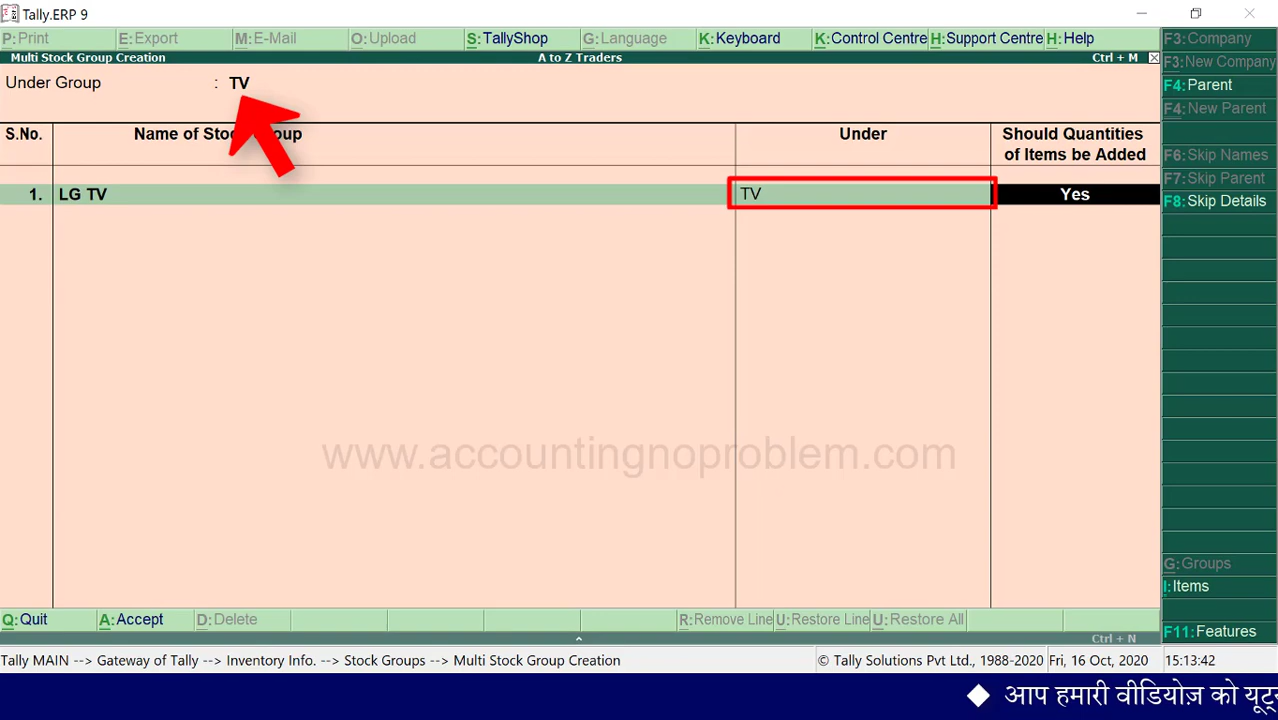 Tally.ERP 9
P: Print E: Export M: E-Mail O: Upload S: TallyShop G: Language K: Keyboard K: Control Centre H: Support Centre H: Help
F3: Company
Multi Stock Group Creation A to Z Traders Ctrl + M
F3: New Company
Under Group : TV
F4: Parent
F4: New Parent
S.No. Name of Stock Group Under Should Quantities of Items be Added
F6: Skip Names
F7: Skip Parent
1. LG TV TV Yes
F8: Skip Details
www.accountingnoproblem.com
G: Groups
I: Items
Q: Quit A: Accept D: Delete R: Remove Line U: Restore Line U: Restore All
F11: Features
Ctrl + N
Tally MAIN --> Gateway of Tally --> Inventory Info. --> Stock Groups --> Multi Stock Group Creation © Tally Solutions Pvt Ltd., 1988-2020 Fri, 16 Oct, 2020 15:13:42
◆ आप हमारी वीडियोज़ को